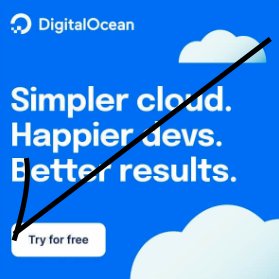 DigitalOcean
Simpler cloud.
Happier devs.
Better results.
Try for free